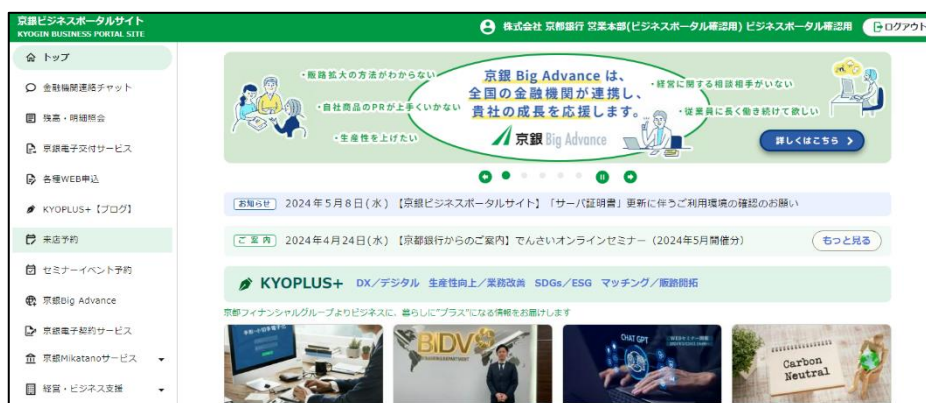 京銀ビジネスポータルサイト
KYOGIN BUSINESS PORTAL SITE
株式会社 京都銀行 営業本部(ビジネスポータル確認用) ビジネスポータル確認用
ログアウト
トップ
金融機関連絡チャット
残高・明細照会
京銀電子交付サービス
各種WEB申込
KYOPLUS+【ブログ】
来店予約
セミナーイベント予約
京銀Big Advance
京銀電子契約サービス
京銀Mikatanoサービス
経営・ビジネス支援
・販路拡大の方法がわからない
・自社商品のPRが上手くいかない
・生産性を上げたい
京銀 Big Advance は、
全国の金融機関が連携し、
貴社の成長を応援します。
京銀 Big Advance
・経営に関する相談相手がいない
・従業員に長く働き続けて欲しい
詳しくはこちら
お知らせ 2024年5月8日(水) 【京銀ビジネスポータルサイト】「サーバ証明書」更新に伴うご利用環境の確認のお願い
ご案内 2024年4月24日(水) 【京都銀行からのご案内】でんさいオンラインセミナー（2024年5月開催分）
もっと見る
KYOPLUS+ DX／デジタル 生産性向上／業務改善 SDGs／ESG マッチング／販路開拓
京都フィナンシャルグループよりビジネスに、暮らしに"プラス"になる情報をお届けします
BIDV
CHAT GPT
Carbon
Neutral